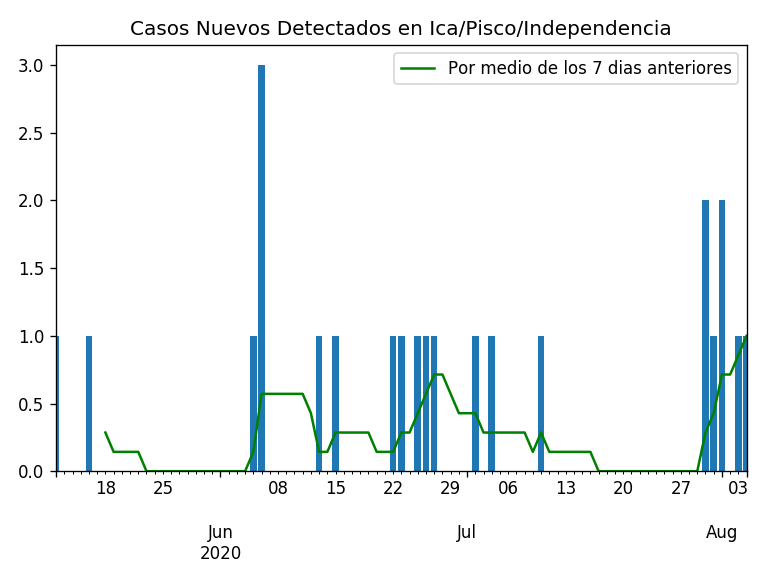 Casos Nuevos Detectados en Ica/Pisco/Independencia
Por medio de los 7 dias anteriores
3.0
2.5
2.0
1.5
1.0
0.5
0.0
18 25 08 15 22 29 06 13 20 27 03
Jun Jul Aug
2020